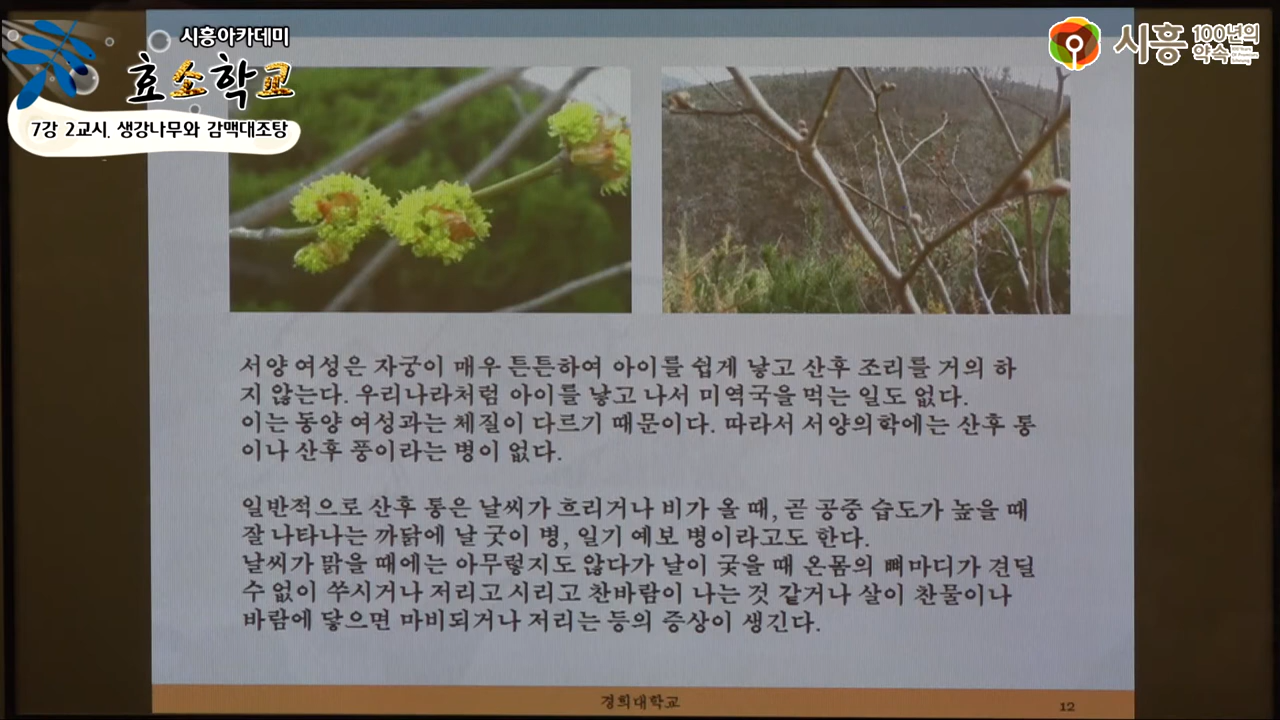 시흥아카데미
효소학교
7강 2교시. 생강나무와 감맥대조탕
시흥 100년의 약속
서양 여성은 자궁이 매우 튼튼하여 아이를 쉽게 낳고 산후 조리를 거의 하
지 않는다. 우리나라처럼 아이를 낳고 나서 미역국을 먹는 일도 없다.
이는 동양 여성과는 체질이 다르기 때문이다. 따라서 서양의학에는 산후 통
이나 산후 풍이라는 병이 없다.
일반적으로 산후 통은 날씨가 흐리거나 비가 올 때, 곧 공중 습도가 높을 때
잘 나타나는 까닭에 날 궂이 병, 일기 예보 병이라고도 한다.
날씨가 맑을 때에는 아무렇지도 않다가 날이 궂을 때 온몸의 뼈마디가 견딜
수 없이 쑤시거나 저리고 시리고 찬바람이 나는 것 같거나 살이 찬물이나
바람에 닿으면 마비되거나 저리는 등의 증상이 생긴다.
경희대학교
12